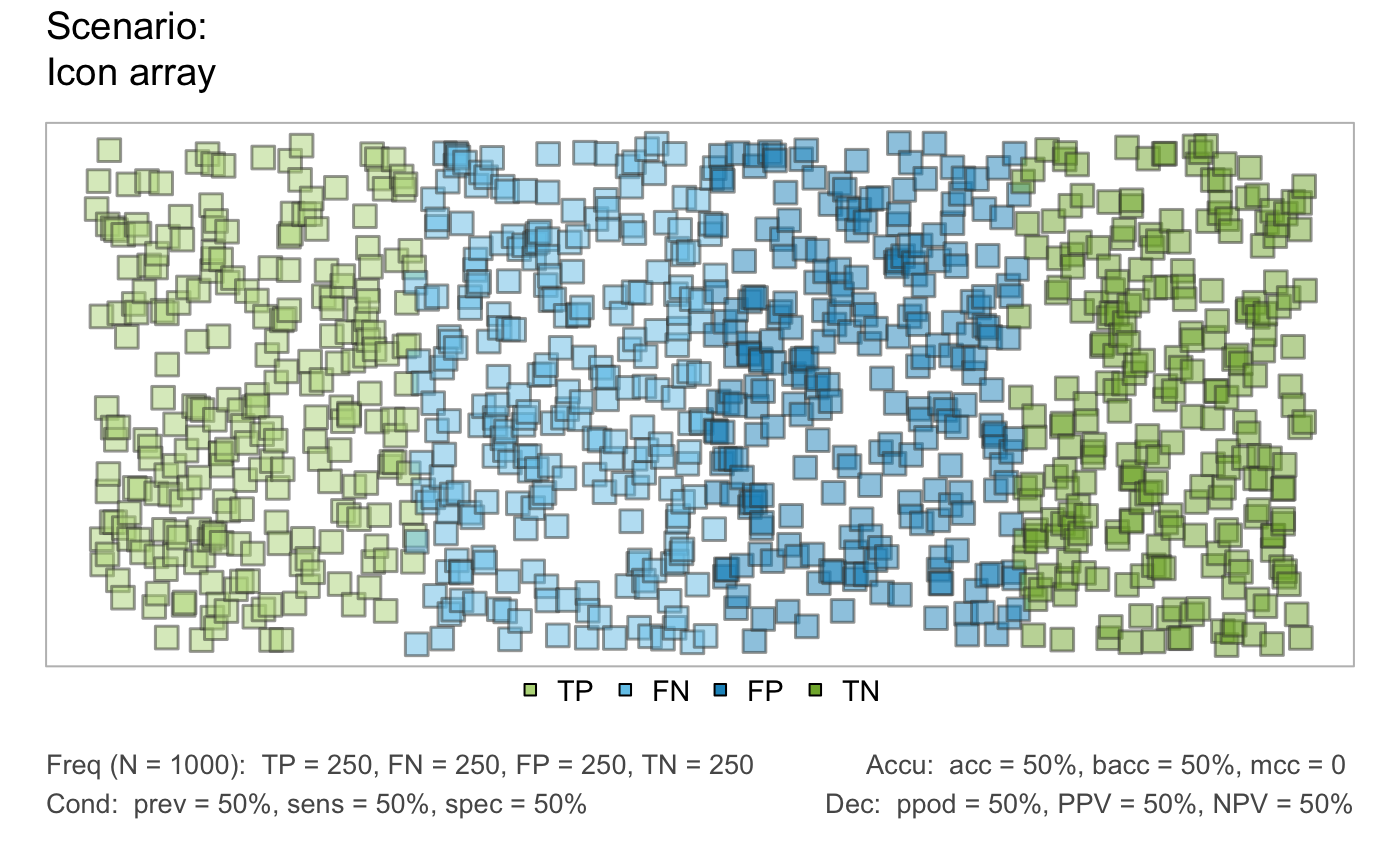 Scenario:
Icon array
TP FN FP TN
Freq (N = 1000): TP = 250, FN = 250, FP = 250, TN = 250
Accu: acc = 50%, bacc = 50%, mcc = 0
Cond: prev = 50%, sens = 50%, spec = 50%
Dec: ppod = 50%, PPV = 50%, NPV = 50%